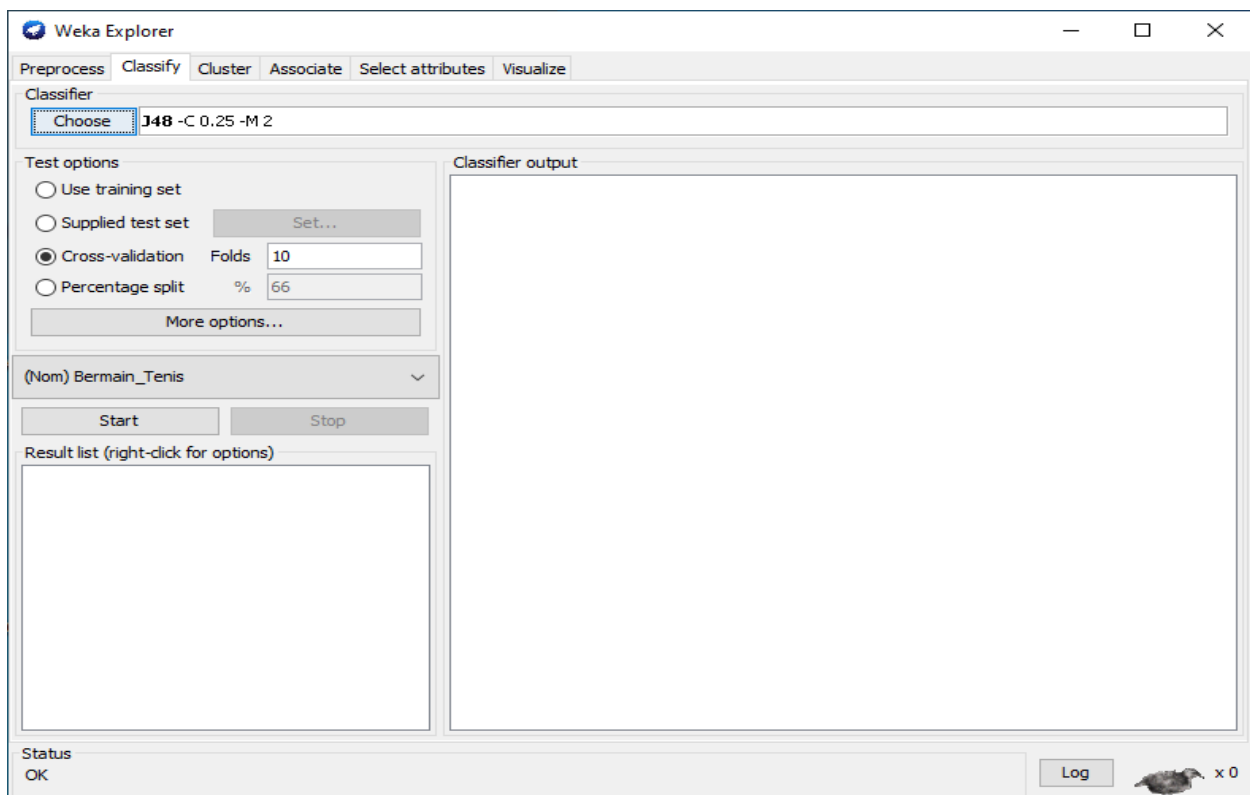 Weka Explorer
Preprocess Classify Cluster Associate Select attributes Visualize
Classifier
Choose J48 -C 0.25 -M 2
Test options
Use training set
Supplied test set Set...
Cross-validation Folds 10
Percentage split % 66
More options...
(Nom) Bermain_Tenis
Start Stop
Result list (right-click for options)
Classifier output
Status
OK
Log x 0